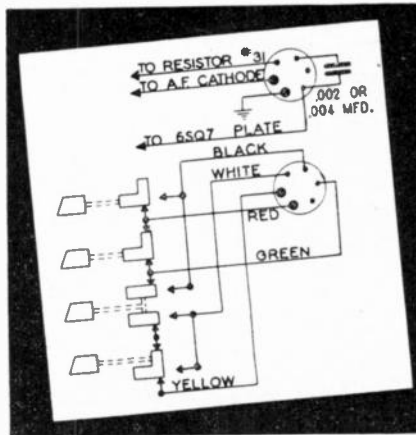 TO RESISTOR #31
TO A.F. CATHODE
.002 OR
.004 MFD.
TO 6SQ7 PLATE
BLACK
WHITE
RED
GREEN
YELLOW